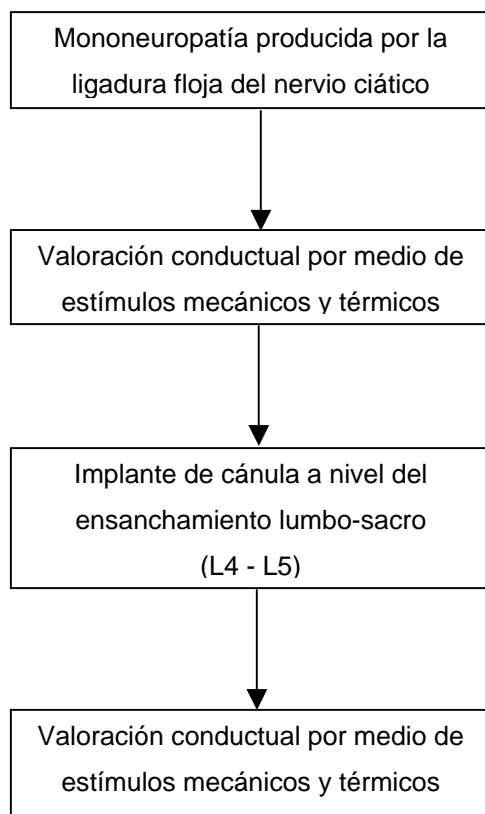 Mononeuropatía producida por la
ligadura floja del nervio ciático
Valoración conductual por medio de
estímulos mecánicos y térmicos
Implante de cánula a nivel del
ensanchamiento lumbo-sacro
(L4 - L5)
Valoración conductual por medio de
estímulos mecánicos y térmicos